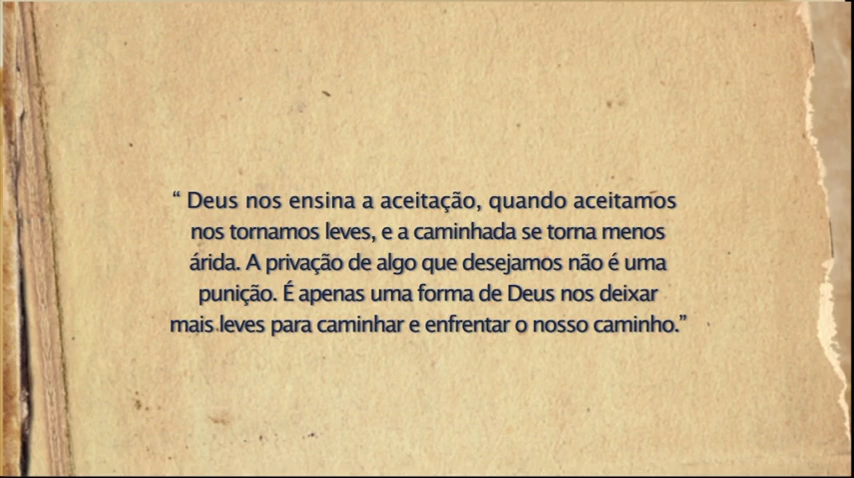 “ Deus nos ensina a aceitação, quando aceitamos
nos tornamos leves, e a caminhada se torna menos
árida. A privação de algo que desejamos não é uma
punição. É apenas uma forma de Deus nos deixar
mais leves para caminhar e enfrentar o nosso caminho.”